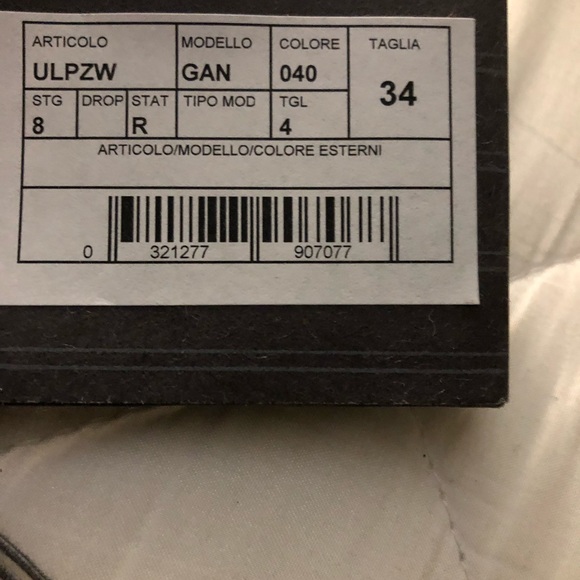 ARTICOLO MODELLO COLORE TAGLIA
ULPZW GAN 040 34
STG DROP STAT TIPO MOD TGL
8 R 4
ARTICOLO/MODELLO/COLORE ESTERNI
0 321277 907077